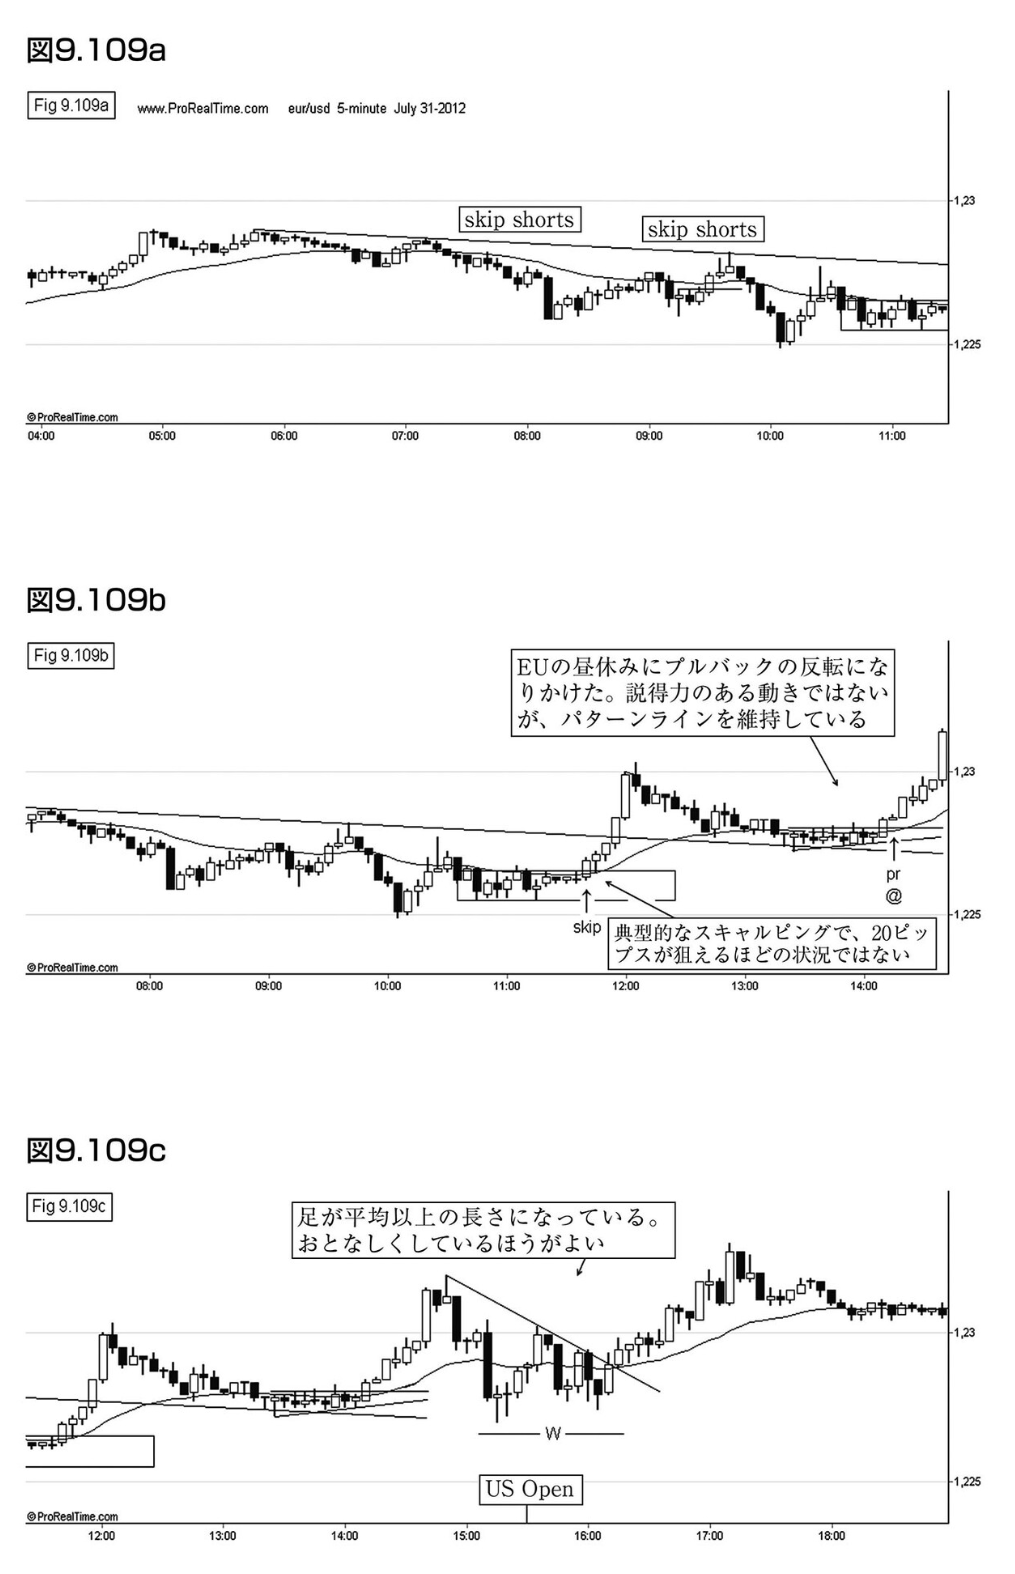 図9.109a
Fig 9.109a www.ProRealTime.com eur/usd 5-minute July 31-2012
1,23
skip shorts
skip shorts
1,225
©ProRealTime.com
04:00 05:00 06:00 07:00 08:00 09:00 10:00 11:00
図9.109b
Fig 9.109b
EUの昼休みにプルバックの反転にな
りかけた。説得力のある動きではない
が、パターンラインを維持している
1,23
pr
@
1,225
skip
典型的なスキャルピングで、20ピッ
プスが狙えるほどの状況ではない
©ProRealTime.com
08:00 09:00 10:00 11:00 12:00 13:00 14:00
図9.109c
Fig 9.109c
足が平均以上の長さになっている。
おとなしくしているほうがよい
1,23
W
US Open
1,225
©ProRealTime.com
12:00 13:00 14:00 15:00 16:00 17:00 18:00